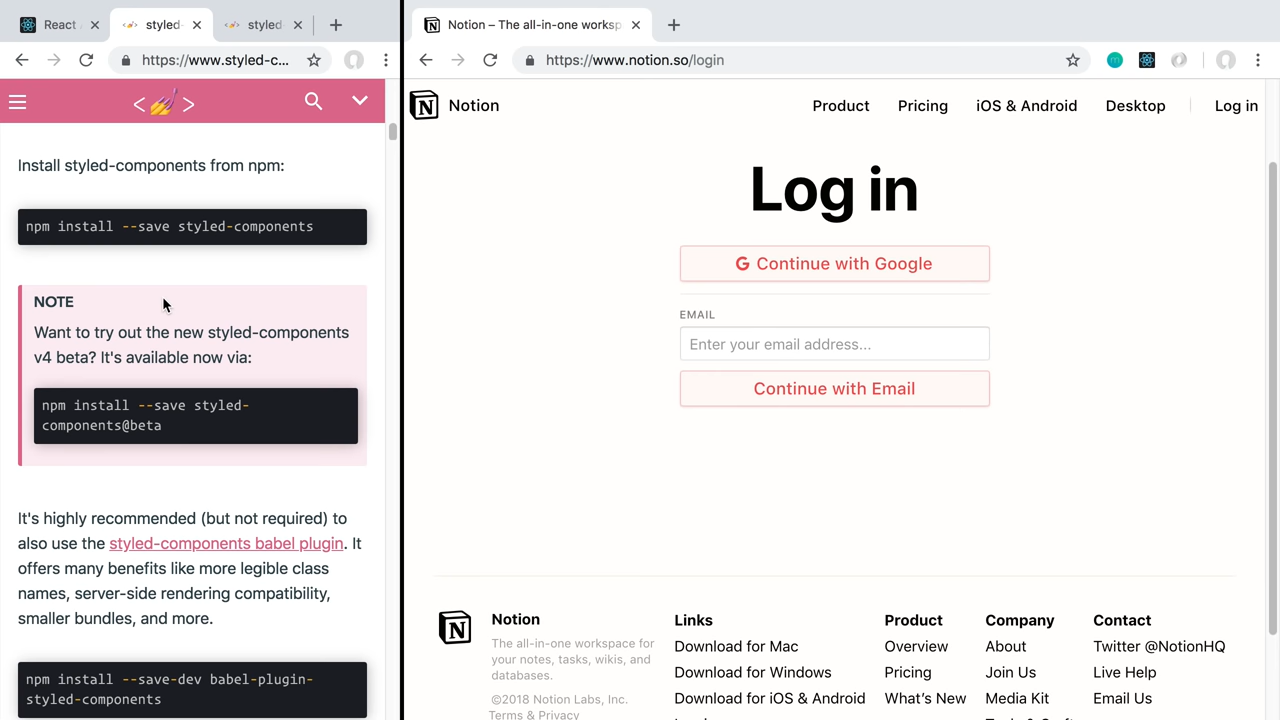 React
styled-
styled
https://www.styled-c...
< >
Install styled-components from npm:
npm install --save styled-components
NOTE
Want to try out the new styled-components
v4 beta? It's available now via:
npm install --save styled-
components@beta
It's highly recommended (but not required) to
also use the styled-components babel plugin. It
offers many benefits like more legible class
names, server-side rendering compatibility,
smaller bundles, and more.
npm install --save-dev babel-plugin-
styled-components
Notion – The all-in-one worksp
https://www.notion.so/login
Notion
Product
Pricing
iOS & Android
Desktop
Log in
Log in
G Continue with Google
EMAIL
Enter your email address...
Continue with Email
Notion
The all-in-one workspace for
your notes, tasks, wikis, and
databases.
©2018 Notion Labs, Inc.
Terms & Privacy
Links
Download for Mac
Download for Windows
Download for iOS & Android
Product
Overview
Pricing
What's New
Company
About
Join Us
Media Kit
Contact
Twitter @NotionHQ
Live Help
Email Us